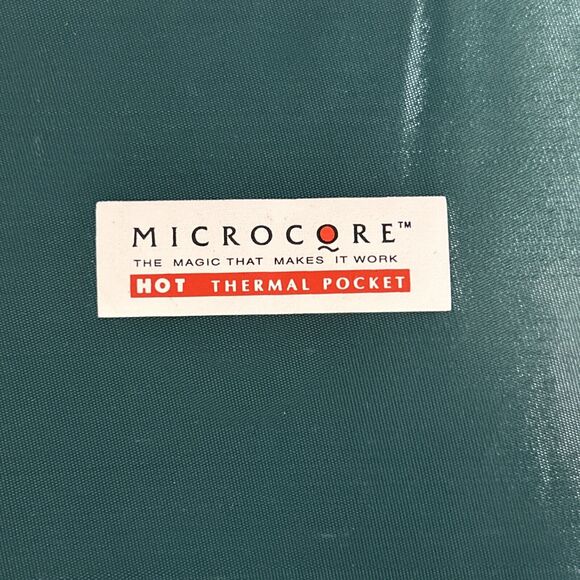 MICROCORE™
THE MAGIC THAT MAKES IT WORK
HOT THERMAL POCKET